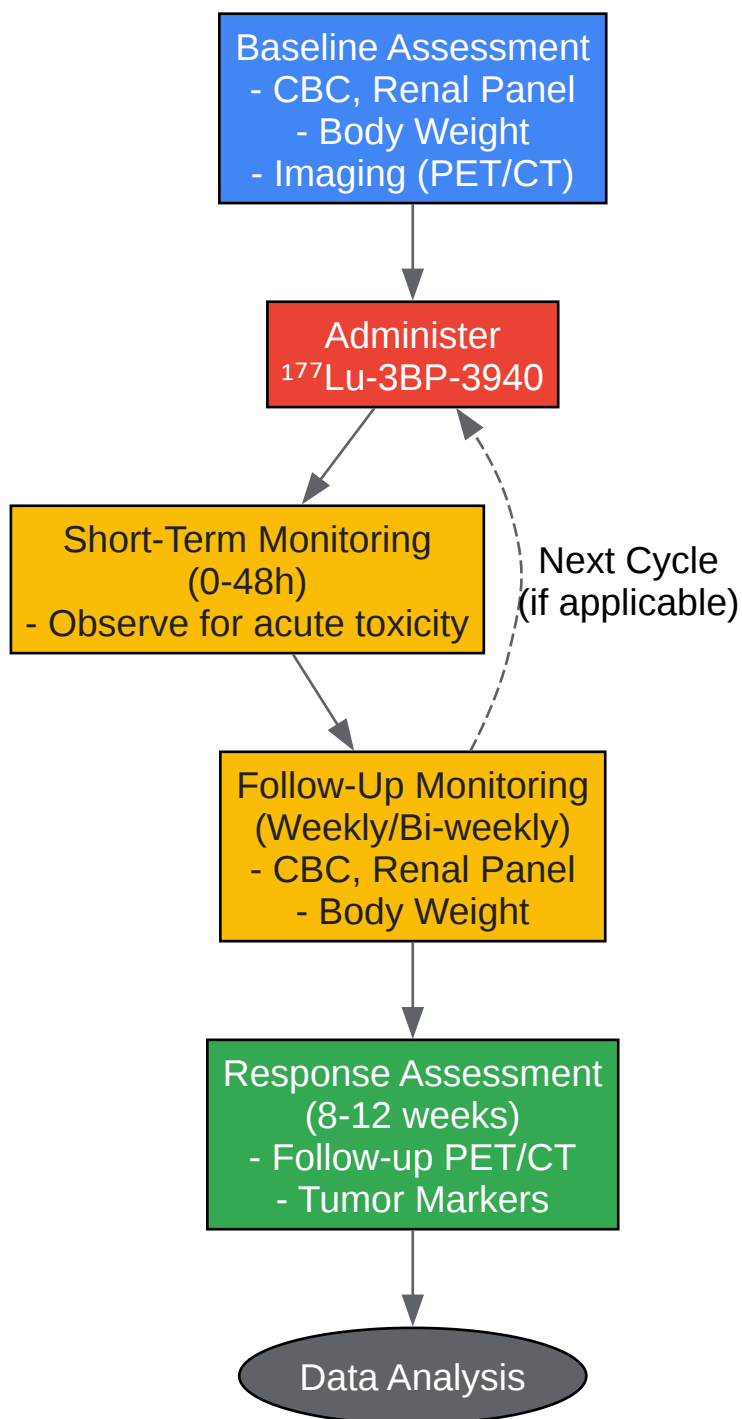 Baseline Assessment
- CBC, Renal Panel
- Body Weight
- Imaging (PET/CT)
Administer
¹⁷⁷Lu-3BP-3940
Short-Term Monitoring
(0-48h)
- Observe for acute toxicity
Next Cycle
(if applicable)
Follow-Up Monitoring
(Weekly/Bi-weekly)
- CBC, Renal Panel
- Body Weight
Response Assessment
(8-12 weeks)
- Follow-up PET/CT
- Tumor Markers
Data Analysis